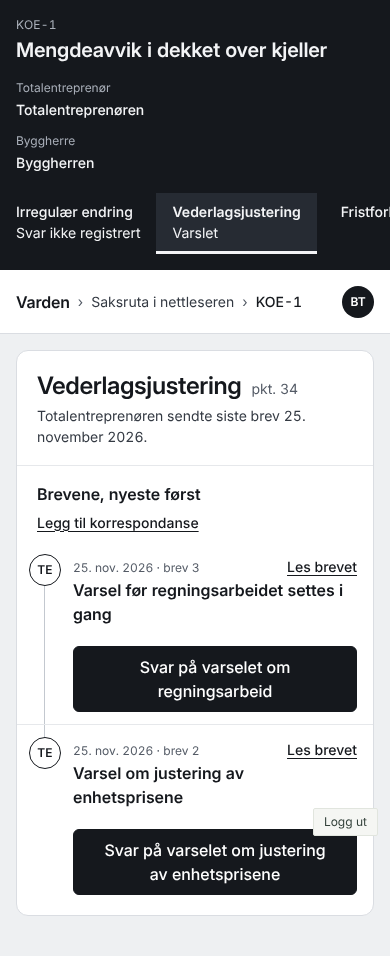 KOE-1
Mengdeavvik i dekket over kjeller
Totalentreprenør
Totalentreprenøren
Byggherre
Byggherren
Irregulær endring
Svar ikke registrert
Vederlagsjustering
Varslet
Varden › Saksruta i nettleseren › KOE-1
BT
Vederlagsjustering pkt. 34
Totalentreprenøren sendte siste brev 25.
november 2026.
Brevene, nyeste først
Legg til korrespondanse
TE
25. nov. 2026 · brev 3
Les brevet
Varsel før regningsarbeidet settes i
gang
Svar på varselet om
regningsarbeid
TE
25. nov. 2026 · brev 2
Les brevet
Varsel om justering av
enhetsprisene
Logg ut
Svar på varselet om justering
av enhetsprisene